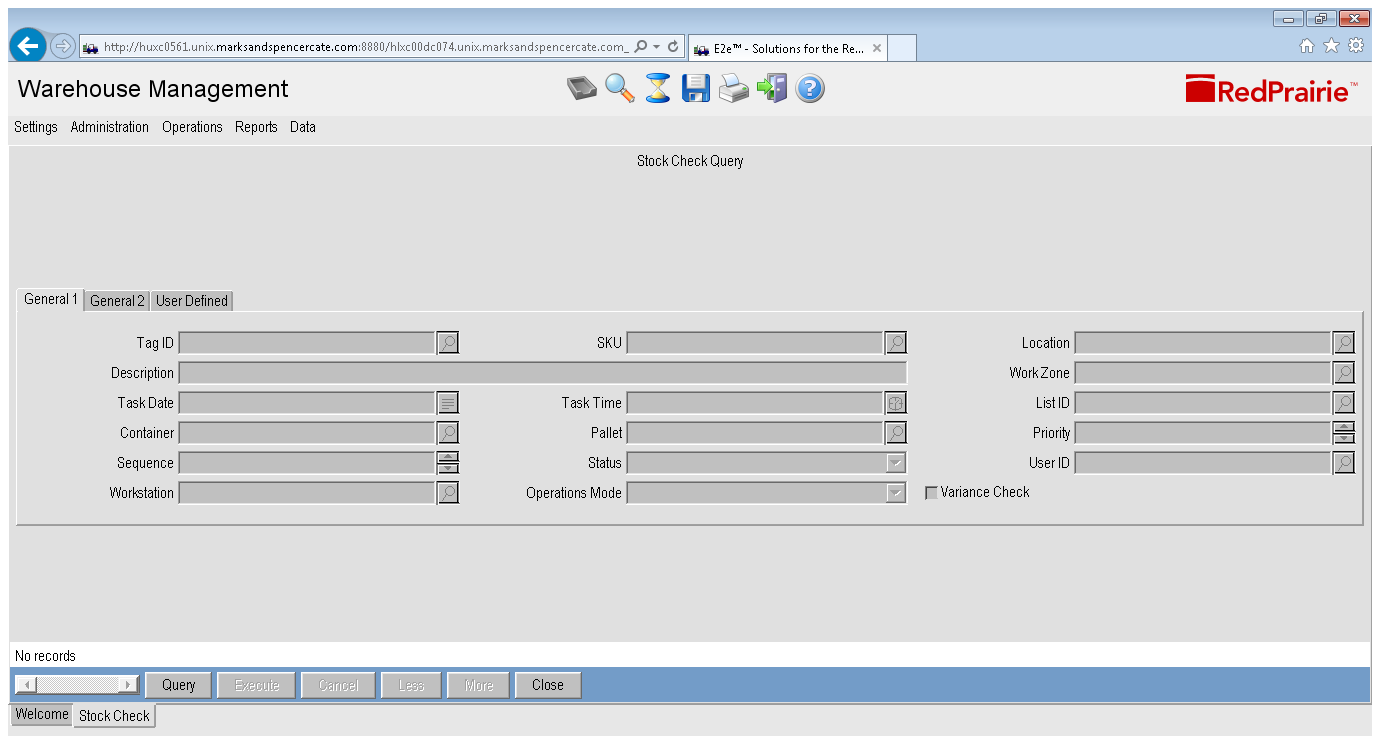 http://huxc0561.unix.marksandspencercate.com:8880/hlxc00dc074.unix.marksandspencercate.com_
E2e™ - Solutions for the Re...
Warehouse Management
RedPrairie™
Settings Administration Operations Reports Data
Stock Check Query
General 1 General 2 User Defined
Tag ID SKU Location
Description Work Zone
Task Date Task Time List ID
Container Pallet Priority
Sequence Status User ID
Workstation Operations Mode Variance Check
No records
Query Execute Cancel Less More Close
Welcome Stock Check